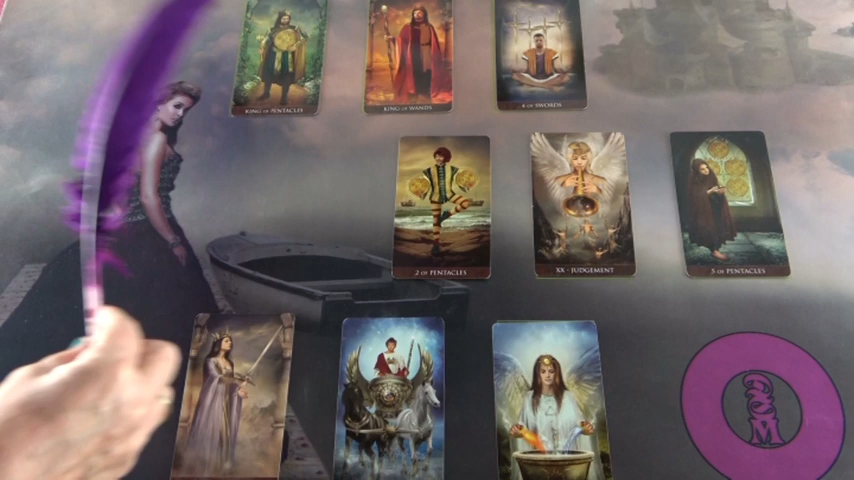 KING OF PENTACLES
KING OF WANDS
4 OF SWORDS
2 OF PENTACLES
XX - JUDGEMENT
5 OF PENTACLES